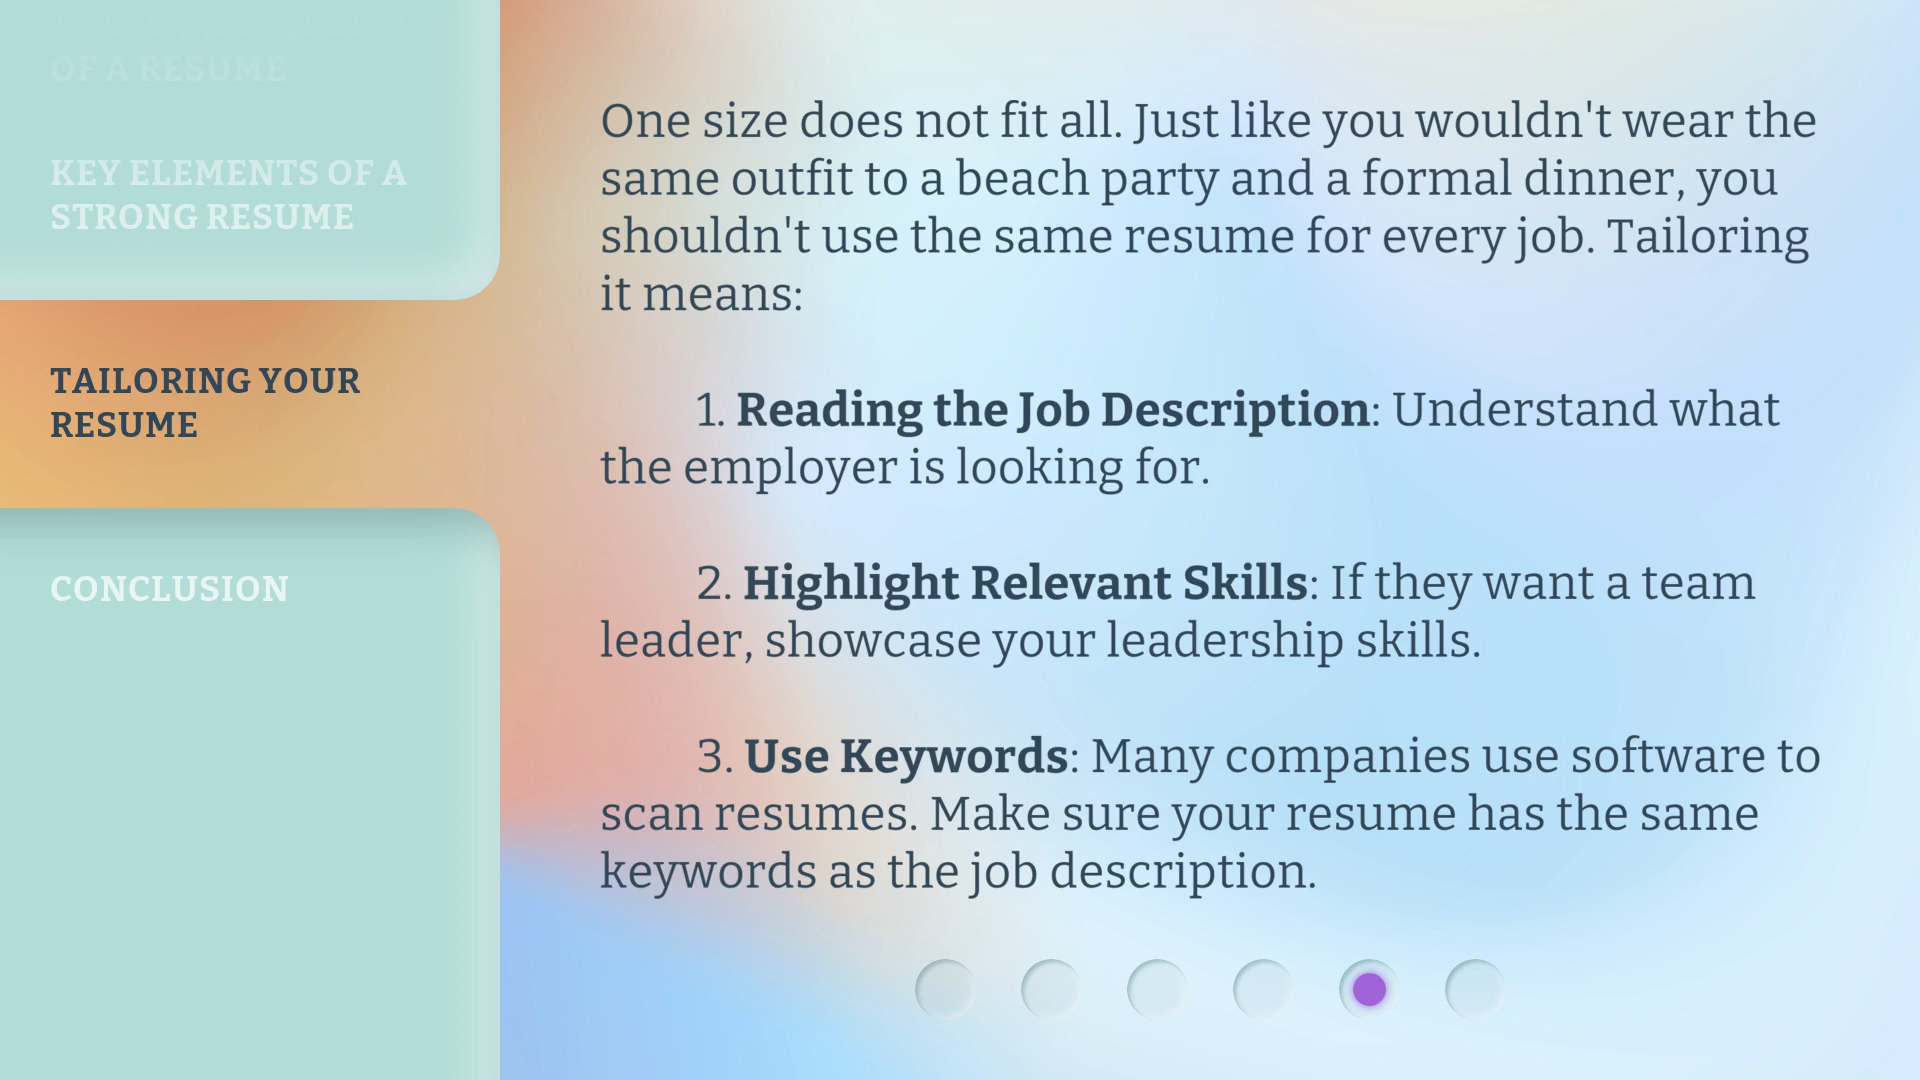 THE MAIN OBJECTIVE
OF A RESUME
KEY ELEMENTS OF A
STRONG RESUME
TAILORING YOUR
RESUME
CONCLUSION
One size does not fit all. Just like you wouldn't wear the
same outfit to a beach party and a formal dinner, you
shouldn't use the same resume for every job. Tailoring
it means:
1. Reading the Job Description: Understand what
the employer is looking for.
2. Highlight Relevant Skills: If they want a team
leader, showcase your leadership skills.
3. Use Keywords: Many companies use software to
scan resumes. Make sure your resume has the same
keywords as the job description.